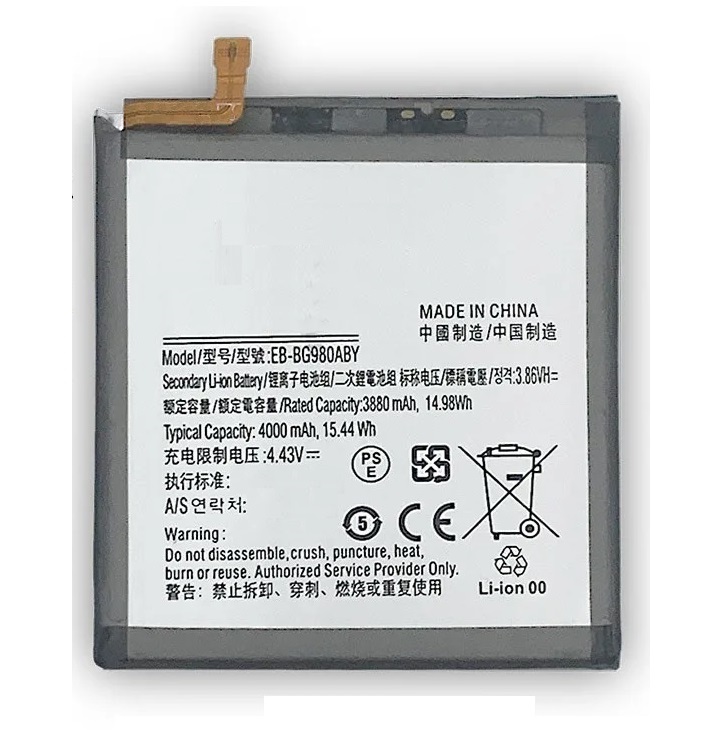 MADE IN CHINA
中國制造/中国制造
Model/型号/型號:EB-BG980ABY
Secondary Li-ion Battery/锂离子电池组/二次鋰電池組 标称电压/標稱電壓/정격:3.86VH=
额定容量/額定電容量/Rated Capacity:3880 mAh, 14.98Wh
Typical Capacity: 4000 mAh, 15.44 Wh
充电限制电压:4.43V⎓
执行标准:
A/S연락처:
PS
E
5
CE
Warning:
Do not disassemble,crush, puncture, heat,
burn or reuse. Authorized Service Provider Only.
警告: 禁止拆卸、穿刺、燃烧或重复使用。
Li-ion 00